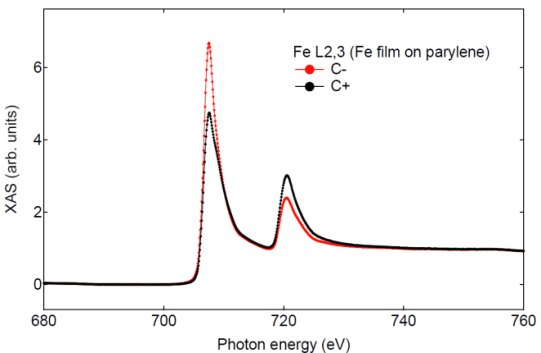 Fe L2,3 (Fe film on parylene)
C-
C+
XAS (arb. units)
6
4
2
0
680 700 720 740 760
Photon energy (eV)